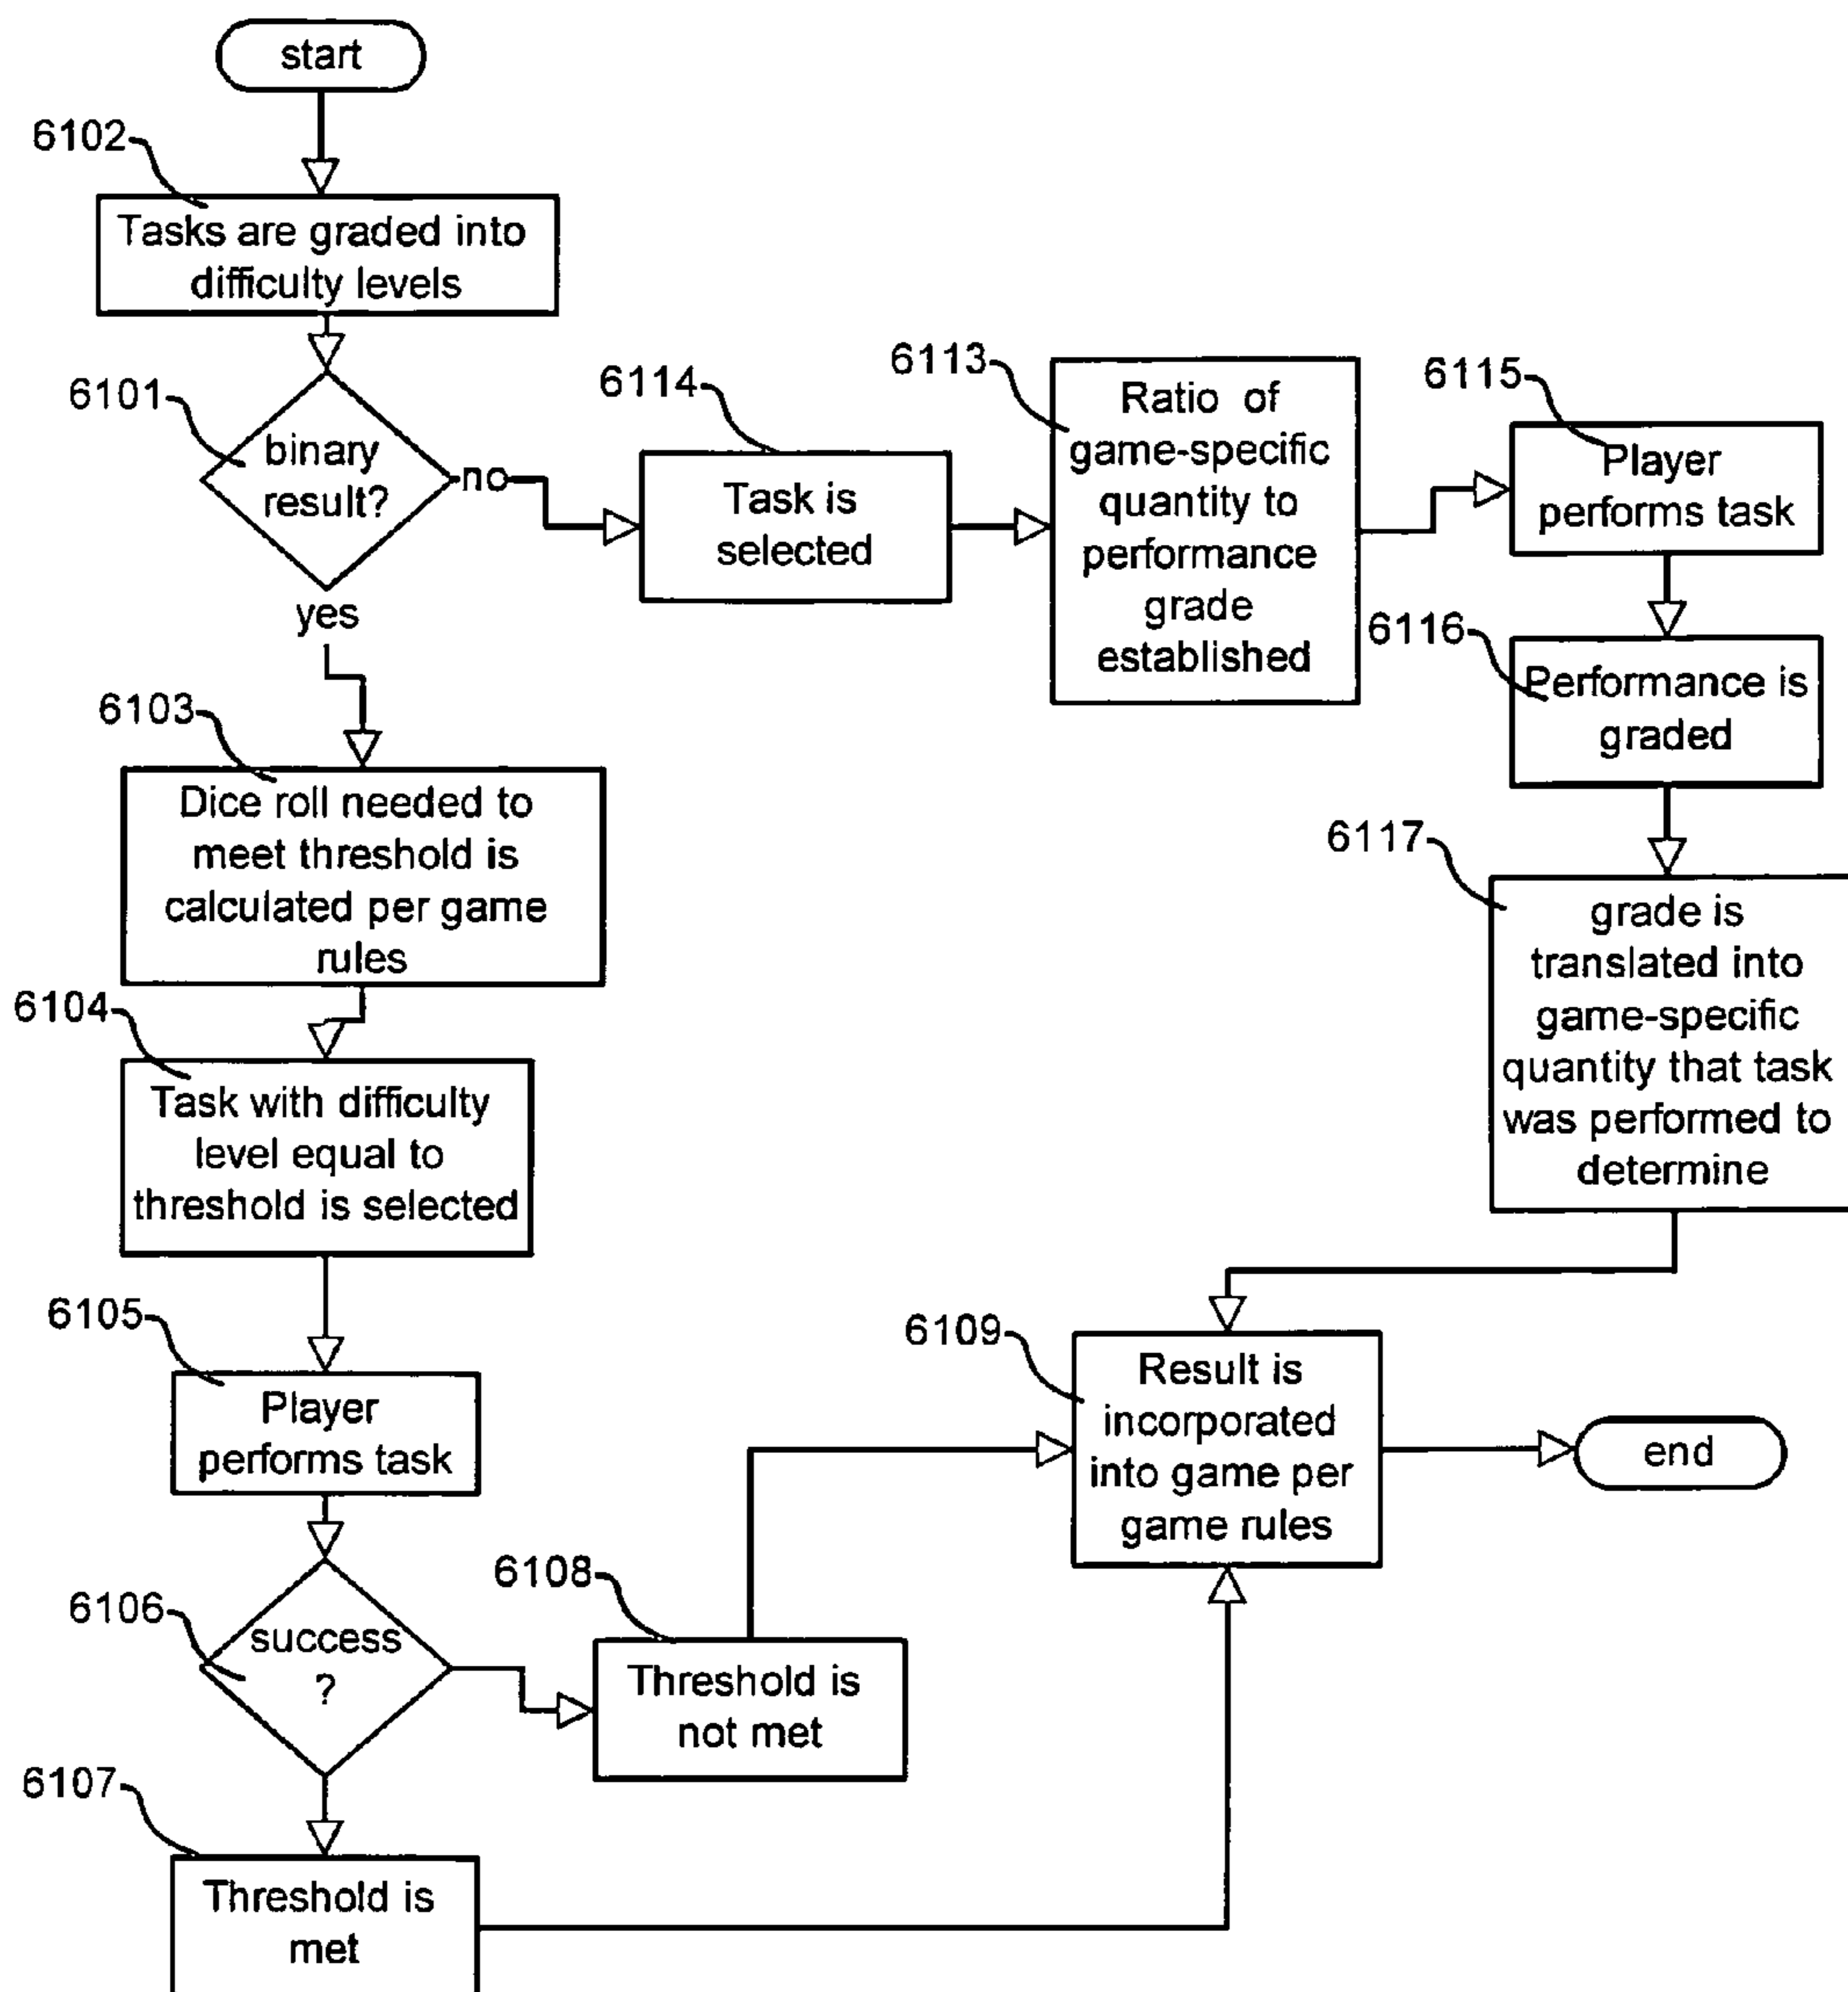 start
6102
Tasks are graded into
difficulty levels
6101
binary
result?
no
yes
6114
Task is
selected
6113
Ratio of
game-specific
quantity to
performance
grade
established
6115
Player
performs task
6116
Performance is
graded
6117
grade is
translated into
game-specific
quantity that task
was performed to
determine
6103
Dice roll needed to
meet threshold is
calculated per game
rules
6104
Task with difficulty
level equal to
threshold is selected
6105
Player
performs task
6106
success
?
6108
Threshold is
not met
6107
Threshold is
met
6109
Result is
incorporated
into game per
game rules
end